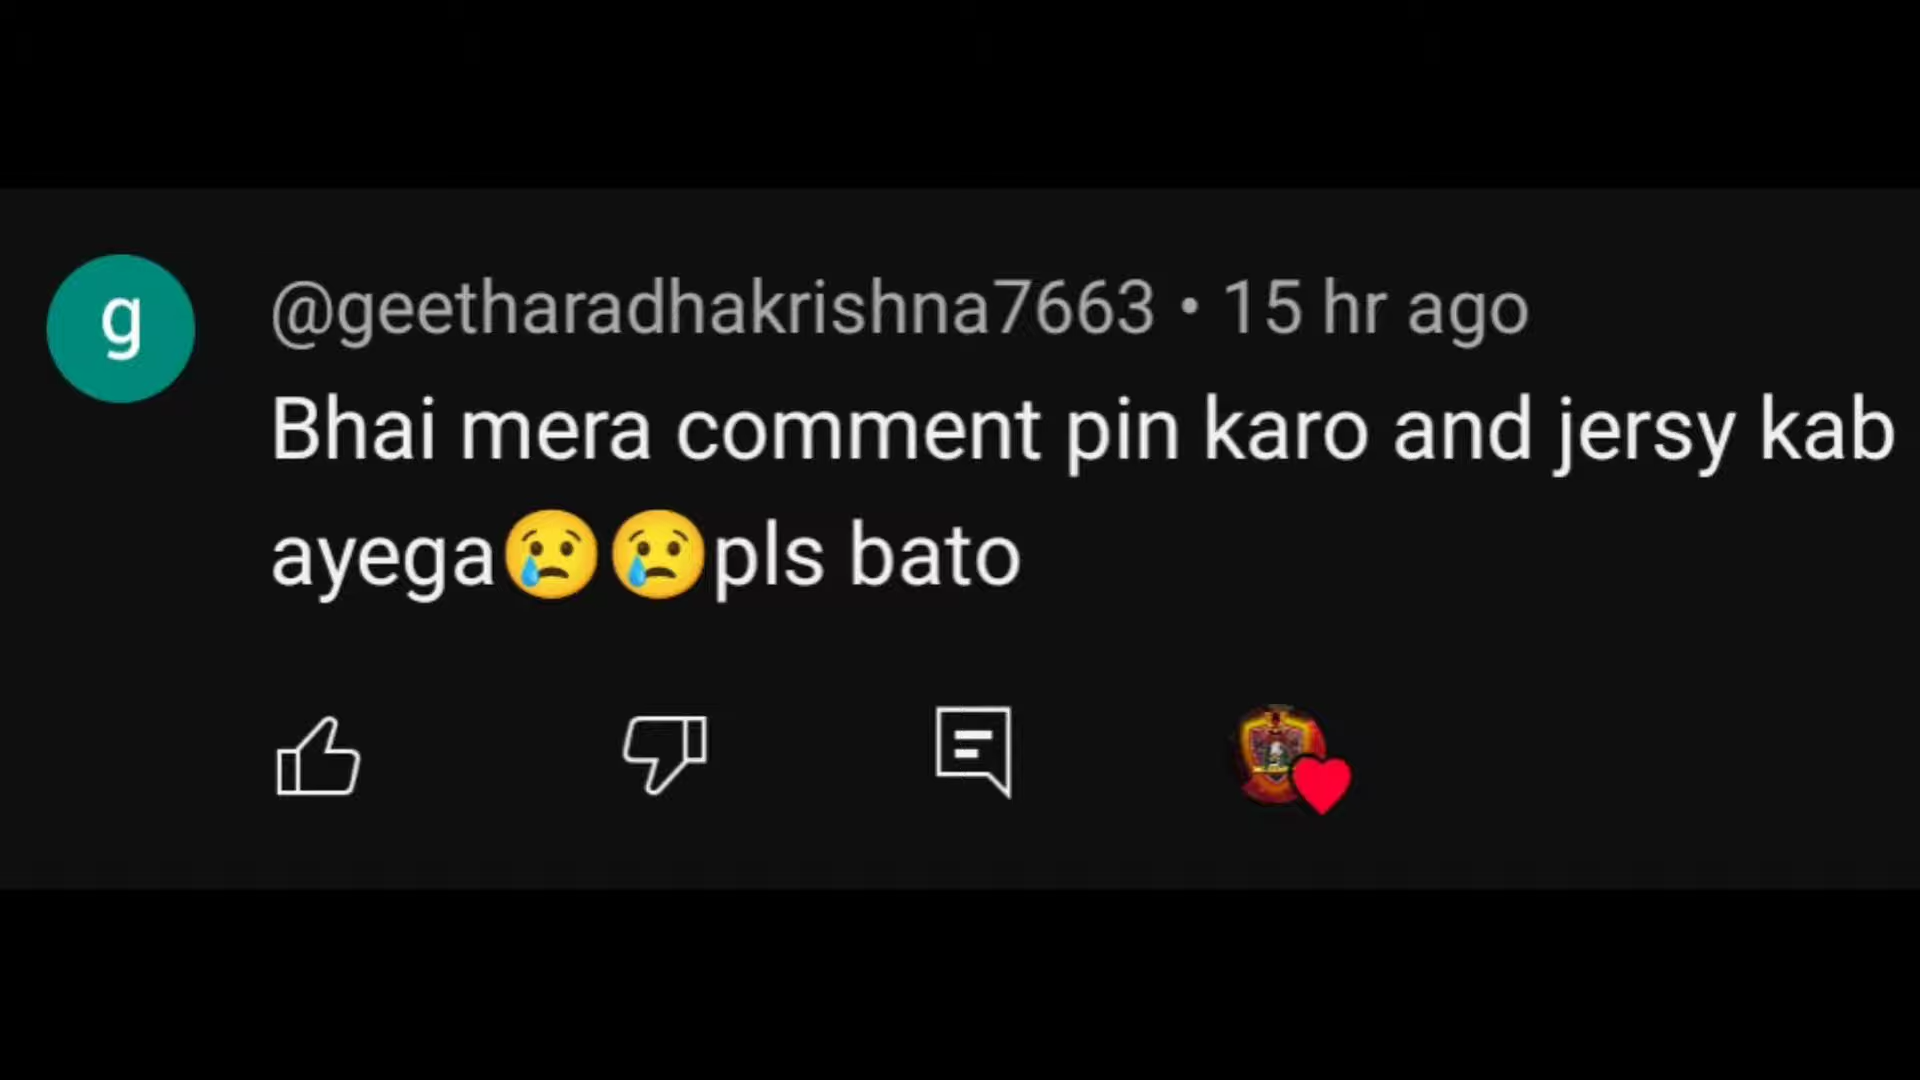 g
@geetharadhakrishna7663 • 15 hr ago
Bhai mera comment pin karo and jersy kab
ayega😢😢pls bato